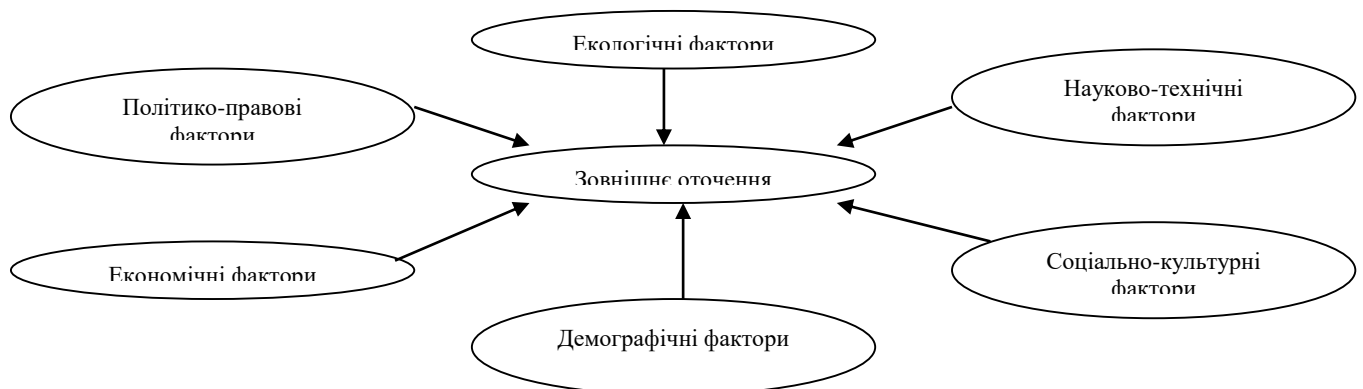 Екологічні фактори
Політико-правові
фактори
Науково-технічні
фактори
Зовнішнє оточення
Економічні фактори
Соціально-культурні
фактори
Демографічні фактори